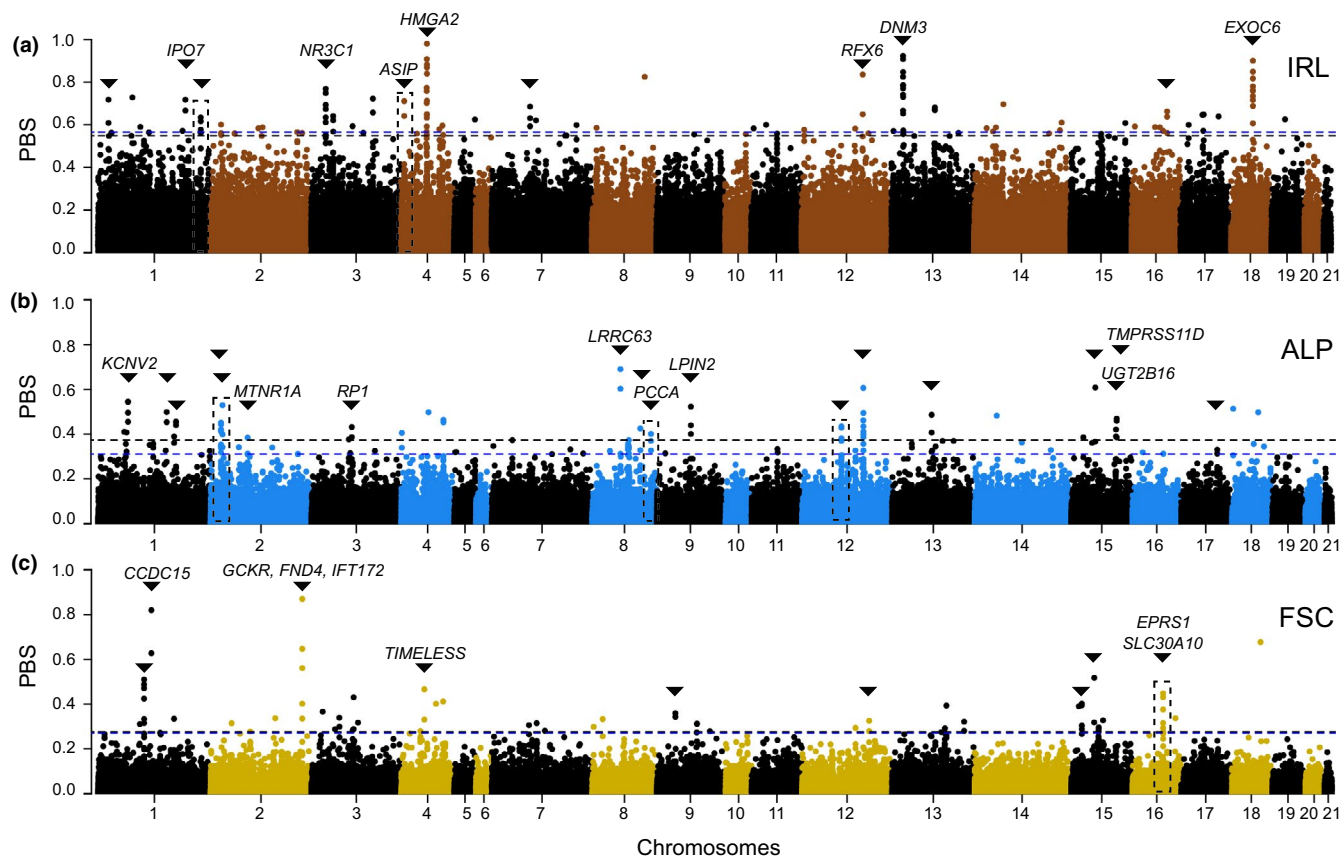 (a)
HMGA2
IPO7 NR3C1 DNM3 EXOC6
ASIP RFX6
IRL
PBS
1.0
0.8
0.6
0.4
0.2
0.0
1 2 3 4 5 6 7 8 9 10 11 12 13 14 15 16 17 18 19 20 21
(b)
LRRC63 TMPRSS11D
KCNV2 LPIN2
MTNR1A RP1 PCCA UGT2B16
ALP
PBS
1.0
0.8
0.6
0.4
0.2
0.0
1 2 3 4 5 6 7 8 9 10 11 12 13 14 15 16 17 18 19 20 21
(c)
CCDC15 GCKR, FND4, IFT172
TIMELESS
EPRS1
SLC30A10
FSC
PBS
1.0
0.8
0.6
0.4
0.2
0.0
1 2 3 4 5 6 7 8 9 10 11 12 13 14 15 16 17 18 19 20 21
Chromosomes